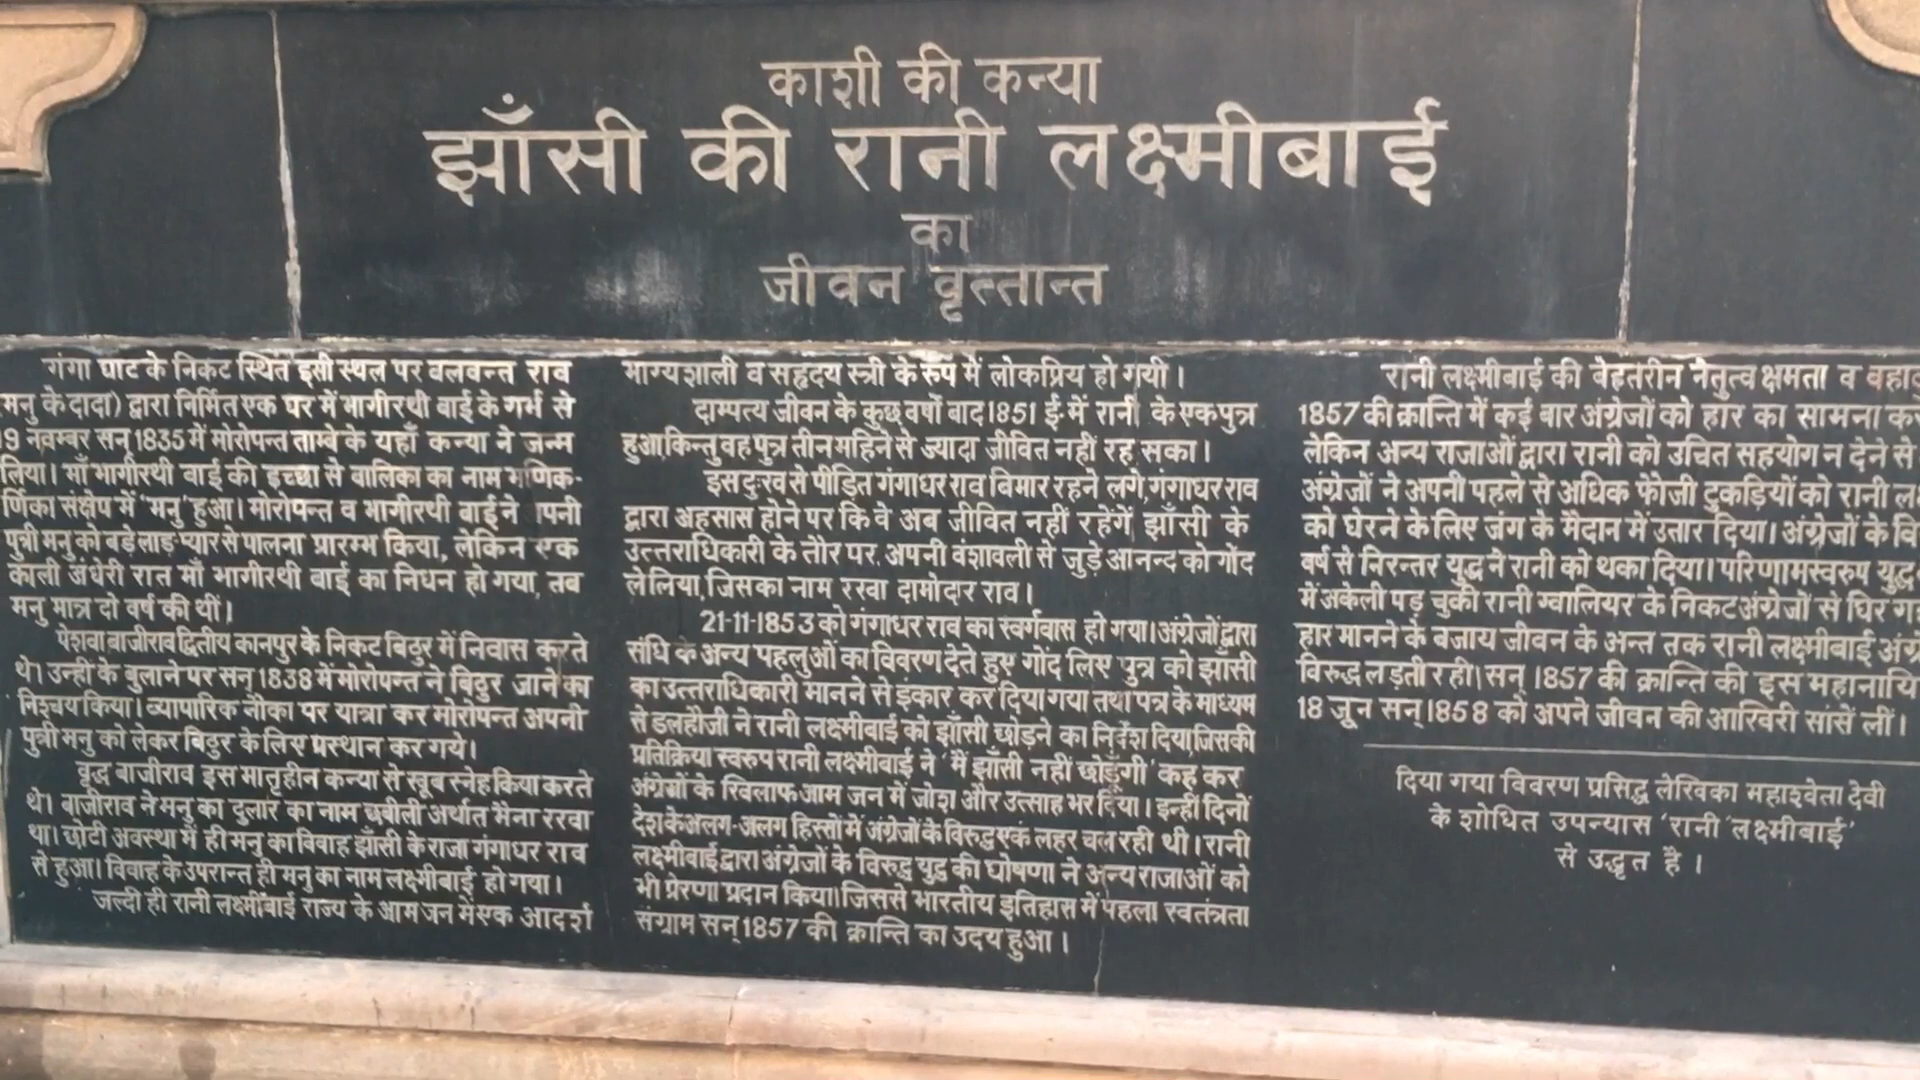 काशी की कन्या
झाँसी की रानी लक्ष्मीबाई
का
जीवन वृत्तान्त
गंगा घाट के निकट स्थित इसी स्थल पर वलवन्त राव
मनु के दादा) द्वारा निर्मित एक घर में भागीरथी बाई के गर्भ से
9 नवम्बर सन् 1835 में मोरोपन्त ताम्बे के यहाँ कन्या ने जन्म
लिया। माँ भागीरथी बाई की इच्छा से बालिका का नाम मणिक-
र्णिका संक्षेप में "मनु" हुआ। मोरोपन्त व भागीरथी बाई ने पनी
पुत्री मनु को बड़े लाड़-प्यार से पालना प्रारम्भ किया, लेकिन एक
काली अंधेरी रात माँ भागीरथी बाई का निधन हो गया, तब
मनु मात्र दो वर्ष की थीं।
पेशवा बाजीराव द्वितीय कानपुर के निकट बिठुर में निवास करते
थे। उन्हीं के बुलाने पर सन् 1838 में मोरोपन्त ने बिठुर जाने का
निश्चय किया। व्यापारिक नौका पर यात्रा कर मोरोपन्त अपनी
पुत्री मनु को लेकर बिठुर के लिए प्रस्थान कर गये।
वृद्ध बाजीराव इस मातृहीन कन्या से खूब स्नेह किया करते
थे। बाजीराव ने मनु का दुलार का नाम छबीली अर्थात मैना रखा
था। छोटी अवस्था में ही मनु का विवाह झाँसी के राजा गंगाधर राव
से हुआ। विवाह के उपरान्त ही मनु का नाम लक्ष्मीबाई हो गया।
जल्दी ही रानी लक्ष्मीबाई राज्य के आम जन में एक आदर्श
भाग्यशाली व सहृदय स्त्री के रुप में लोकप्रिय हो गयी।
दाम्पत्य जीवन के कुछ वर्षो बाद 1851 ई॰ में रानी के एक पुत्र
हुआ, किन्तु वह पुत्र तीन महिने से ज्यादा जीवित नहीं रह सका।
इस दुःख से पीड़ित गंगाधर राव बिमार रहने लगे, गंगाधर राव
द्वारा अहसास होने पर कि वे अब जीवित नहीं रहेगें, झाँसी के
उत्तराधिकारी के तौर पर, अपनी वंशावली से जुड़े आनन्द को गोंद
ले लिया, जिसका नाम रखा दामोदार राव।
21-11-1853 को गंगाधर राव का स्वर्गवास हो गया। अंग्रेजों द्वारा
संधि के अन्य पहलुओं का विवरण देते हुए गोंद लिए पुत्र को झाँसी
का उत्तराधिकारी मानने से इंकार कर दिया गया तथा पत्र के माध्यम
से डलहौजी ने रानी लक्ष्मीबाई को झाँसी छोड़ने का निर्देश दिया, जिसकी
प्रतिक्रिया स्वरुप रानी लक्ष्मीबाई ने 'मैं झाँसी नहीं छोड़ूँगी' कह कर
अंग्रेजों के खिलाफ आम जन में जोश और उत्साह भर दिया। इन्हीं दिनों
देश के अलग-अलग हिस्सों में अंग्रेजों के विरुद्ध एक लहर चल रही थी। रानी
लक्ष्मीबाई द्वारा अंग्रेजों के विरुद्ध युद्ध की घोषणा ने अन्य राजाओं को
भी प्रेरणा प्रदान किया। जिससे भारतीय इतिहास में पहला स्वतंत्रता
संग्राम सन् 1857 की क्रान्ति का उदय हुआ।
रानी लक्ष्मीबाई की बेहतरीन नेतृत्व क्षमता व
1857 की क्रान्ति में कई बार अंग्रेजों को हार का सामना
लेकिन अन्य राजाओं द्वारा रानी को उचित सहयोग न देने से
अंग्रेजों ने अपनी पहले से अधिक फौजी टुकड़ियों को रानी
को घेरने के लिए जंग के मैदान में उतार दिया। अंग्रेजों के
वर्ष से निरन्तर युद्ध ने रानी को थका दिया। परिणामस्वरुप युद्ध
में अकेली पड़ चुकी रानी ग्वालियर के निकट अंग्रेजों से घिर
हार मानने के बजाय जीवन के अन्त तक रानी लक्ष्मीबाई
विरुद्ध लड़ती रही। सन् 1857 की क्रान्ति की इस
18 जून सन् 1858 को अपने जीवन की आखिरी सांसें लीं।
दिया गया विवरण प्रसिद्ध लेखिका महाश्वेता देवी
के शोधित उपन्यास 'रानी लक्ष्मीबाई'
से उद्धृत है।